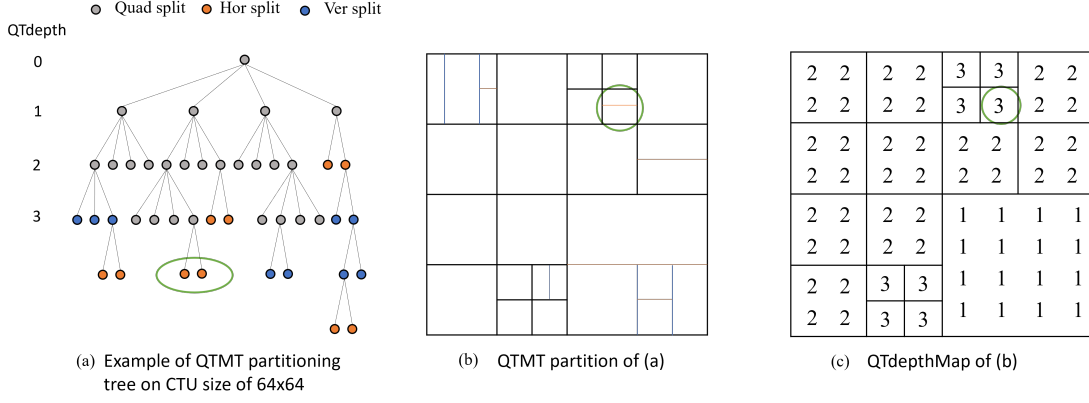 Quad split Hor split Ver split
QTdepth
0
1
2
3
2 2 2 2 3 3 2 2
2 2 2 2 3 3 2 2
2 2 2 2 2 2 2 2
2 2 2 2 2 2 2 2
2 2 2 2 1 1 1 1
2 2 2 2 1 1 1 1
2 2 3 3 1 1 1 1
2 2 3 3 1 1 1 1
(a) Example of QTMT partitioning
tree on CTU size of 64x64
(b) QTMT partition of (a)
(c) QTdepthMap of (b)